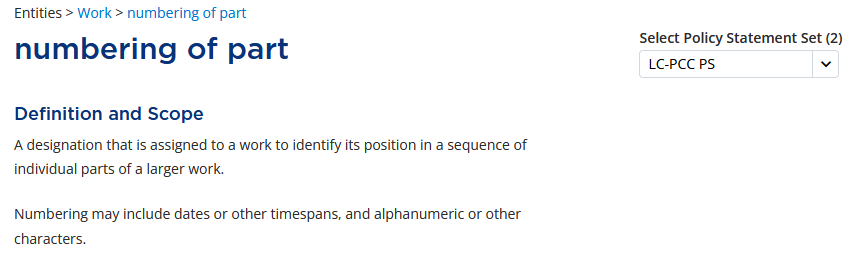 Entities > Work > numbering of part
numbering of part
Select Policy Statement Set (2)
LC-PCC PS
Definition and Scope
A designation that is assigned to a work to identify its position in a sequence of
individual parts of a larger work.
Numbering may include dates or other timespans, and alphanumeric or other
characters.